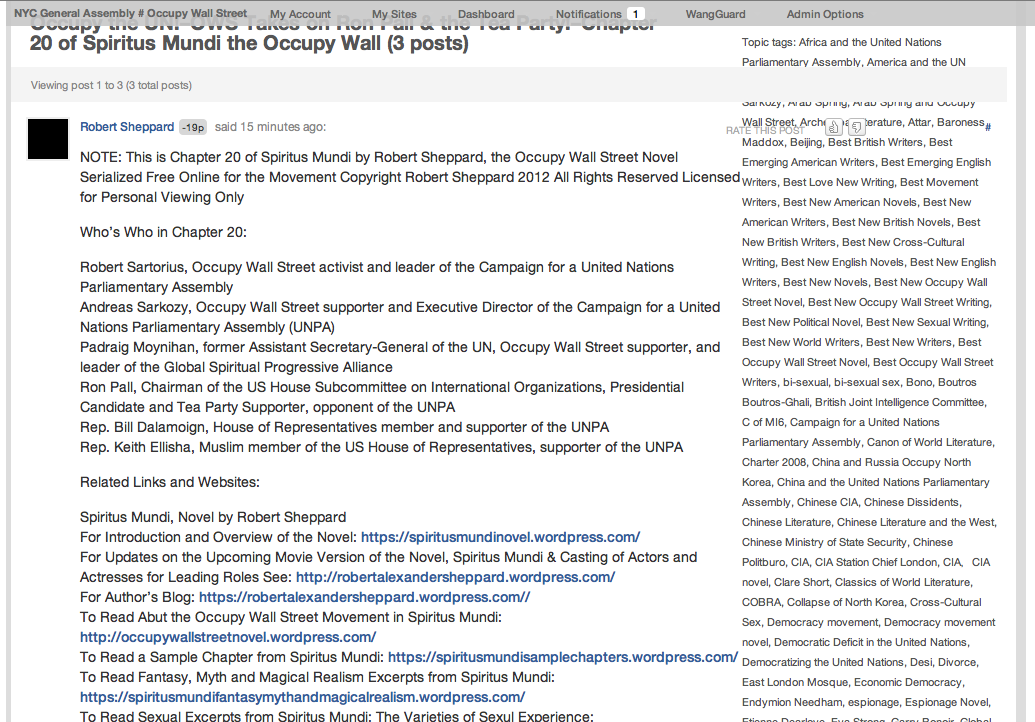 NYC General Assembly # Occupy Wall Street My Account My Sites Dashboard Notifications 1 WangGuard Admin Options
Occupy the UN!–OWS Takes on Ron Pall & the Tea Party!–Chapter
20 of Spiritus Mundi the Occupy Wall (3 posts)
Viewing post 1 to 3 (3 total posts)
Robert Sheppard -19p said 15 minutes ago:
RATE THIS POST
#
NOTE: This is Chapter 20 of Spiritus Mundi by Robert Sheppard, the Occupy Wall Street Novel
Serialized Free Online for the Movement Copyright Robert Sheppard 2012 All Rights Reserved Licensed
for Personal Viewing Only
Who's Who in Chapter 20:
Robert Sartorius, Occupy Wall Street activist and leader of the Campaign for a United Nations
Parliamentary Assembly
Andreas Sarkozy, Occupy Wall Street supporter and Executive Director of the Campaign for a United
Nations Parliamentary Assembly (UNPA)
Padraig Moynihan, former Assistant Secretary-General of the UN, Occupy Wall Street supporter, and
leader of the Global Spiritual Progressive Alliance
Ron Pall, Chairman of the US House Subcommittee on International Organizations, Presidential
Candidate and Tea Party Supporter, opponent of the UNPA
Rep. Bill Dalamoign, House of Representatives member and supporter of the UNPA
Rep. Keith Ellisha, Muslim member of the US House of Representatives, supporter of the UNPA
Related Links and Websites:
Spiritus Mundi, Novel by Robert Sheppard
For Introduction and Overview of the Novel: https://spiritusmundinovel.wordpress.com/
For Updates on the Upcoming Movie Version of the Novel, Spiritus Mundi & Casting of Actors and
Actresses for Leading Roles See: http://robertalexandersheppard.wordpress.com/
For Author's Blog: https://robertalexandersheppard.wordpress.com//
To Read Abut the Occupy Wall Street Movement in Spiritus Mundi:
http://occupywallstreetnovel.wordpress.com/
To Read a Sample Chapter from Spiritus Mundi: https://spiritusmundisamplechapters.wordpress.com/
To Read Fantasy, Myth and Magical Realism Excerpts from Spiritus Mundi:
https://spiritusmundifantasymythandmagicalrealism.wordpress.com/
To Read Sexual Excerpts from Spiritus Mundi: The Varieties of Sexul Experience:
Topic tags: Africa and the United Nations
Parliamentary Assembly, America and the UN
Sarkozy, Arab Spring, Arab Spring and Occupy
Wall Street, Attar, Baroness
Maddox, Beijing, Best British Writers, Best
Emerging American Writers, Best Emerging English
Writers, Best Love New Writing, Best Movement
Writers, Best New American Novels, Best New
American Writers, Best New British Novels, Best
New British Writers, Best New Cross-Cultural
Writing, Best New English Novels, Best New English
Writers, Best New Novels, Best New Occupy Wall
Street Novel, Best New Occupy Wall Street Writing,
Best New Political Novel, Best New Sexual Writing,
Best New World Writers, Best New Writers, Best
Occupy Wall Street Novel, Best Occupy Wall Street
Writers, bi-sexual, bi-sexual sex, Bono, Boutros
Boutros-Ghali, British Joint Intelligence Committee,
C of MI6, Campaign for a United Nations
Parliamentary Assembly, Canon of World Literature,
Charter 2008, China and Russia Occupy North
Korea, China and the United Nations Parliamentary
Assembly, Chinese CIA, Chinese Dissidents,
Chinese Literature, Chinese Literature and the West,
Chinese Ministry of State Security, Chinese
Politburo, CIA, CIA Station Chief London, CIA, CIA
novel, Clare Short, Classics of World Literature,
COBRA, Collapse of North Korea, Cross-Cultural
Sex, Democracy movement, Democracy movement
novel, Democratic Deficit in the United Nations,
Democratizing the United Nations, Desi, Divorce,
East London Mosque, Economic Democracy,
Endymion Needham, espionage, Espionage Novel,
Etienne Dearlove, Eva Strong, Garry Ronoir, Global